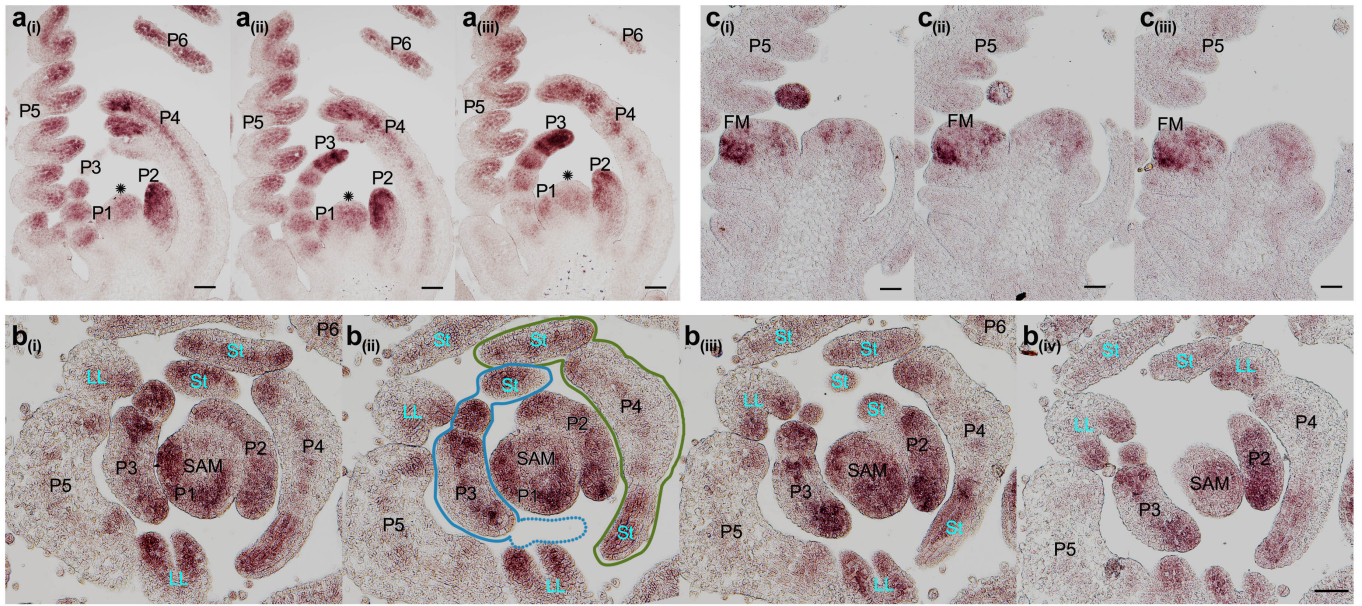 a(i)
P6
P5
P4
P3
P2
*
P1
a(ii)
P6
P5
P4
P3
P2
*
P1
a(iii)
P6
P5
P4
P3
P2
*
P1
c(i)
P5
FM
c(ii)
P5
FM
c(iii)
P5
FM
b(i)
P6
St
LL
St
P2
P4
SAM
P3
P1
P5
LL
b(ii)
St
St
St
LL
P4
P2
SAM
P3
P1
P5
St
LL
b(iii)
P6
St
St
St
LL
P2
P4
SAM
P3
P5
St
LL
b(iv)
St
St
LL
LL
P4
P2
SAM
P3
P5